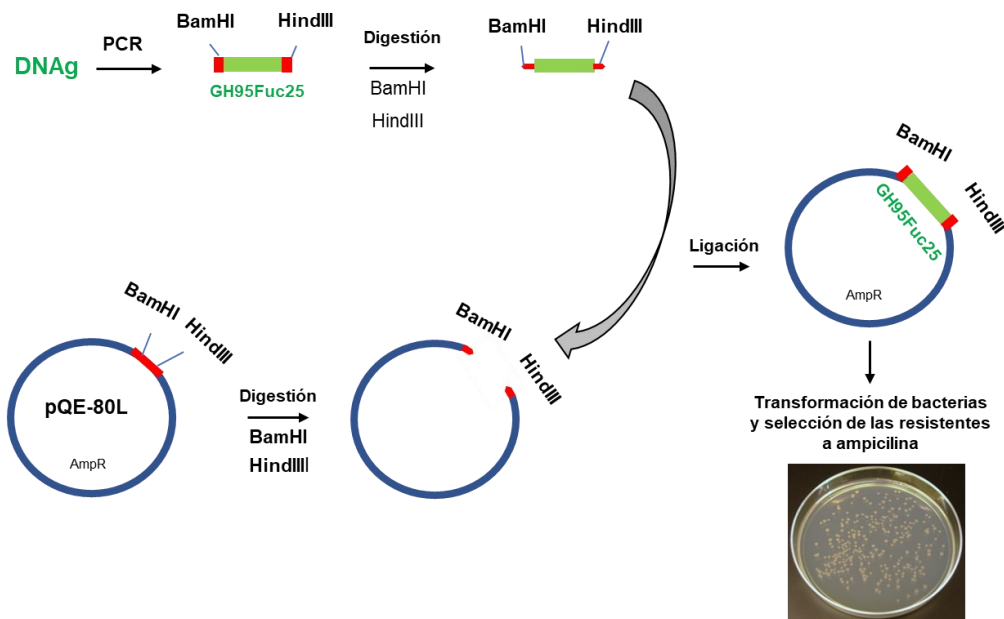 BamHI
HindIII
DNAg
PCR
GH95Fuc25
Digestión
BamHI
HindIII
BamHI
HindIII
BamHI
HindIII
pQE-80L
AmpR
Digestión
BamHI
HindIIII
BamHI
HindIII
Ligación
BamHI
HindIII
GH95Fuc25
AmpR
Transformación de bacterias
y selección de las resistentes
a ampicilina